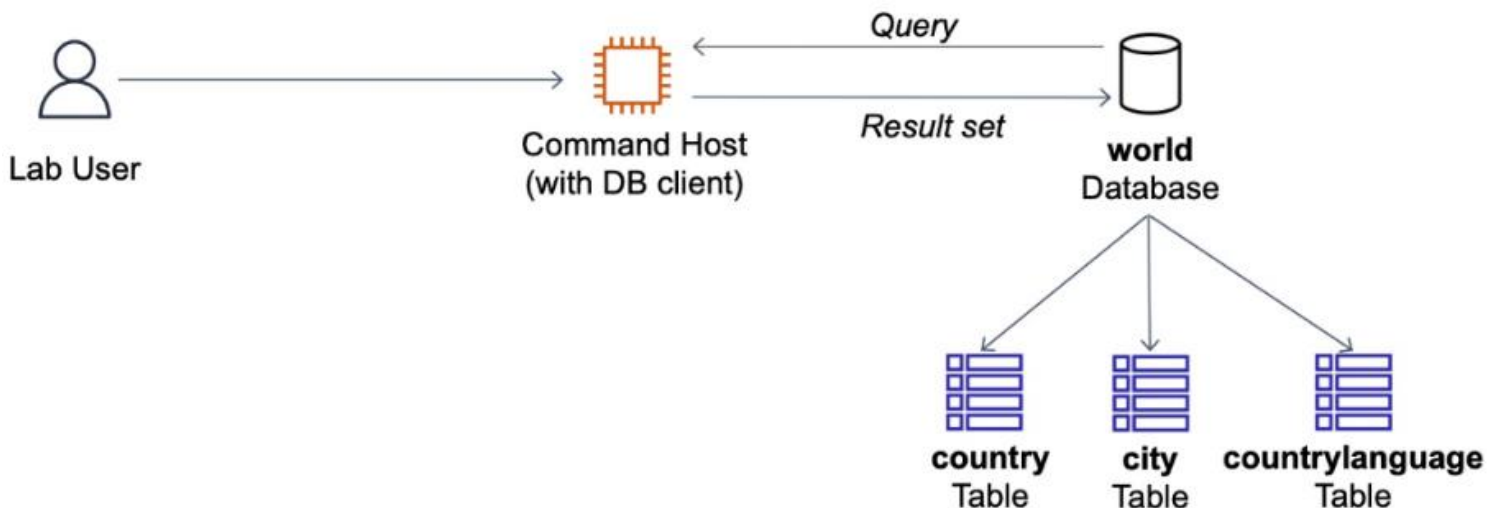 Query
Result set
Lab User
Command Host
(with DB client)
world
Database
country
Table
city
Table
countrylanguage
Table